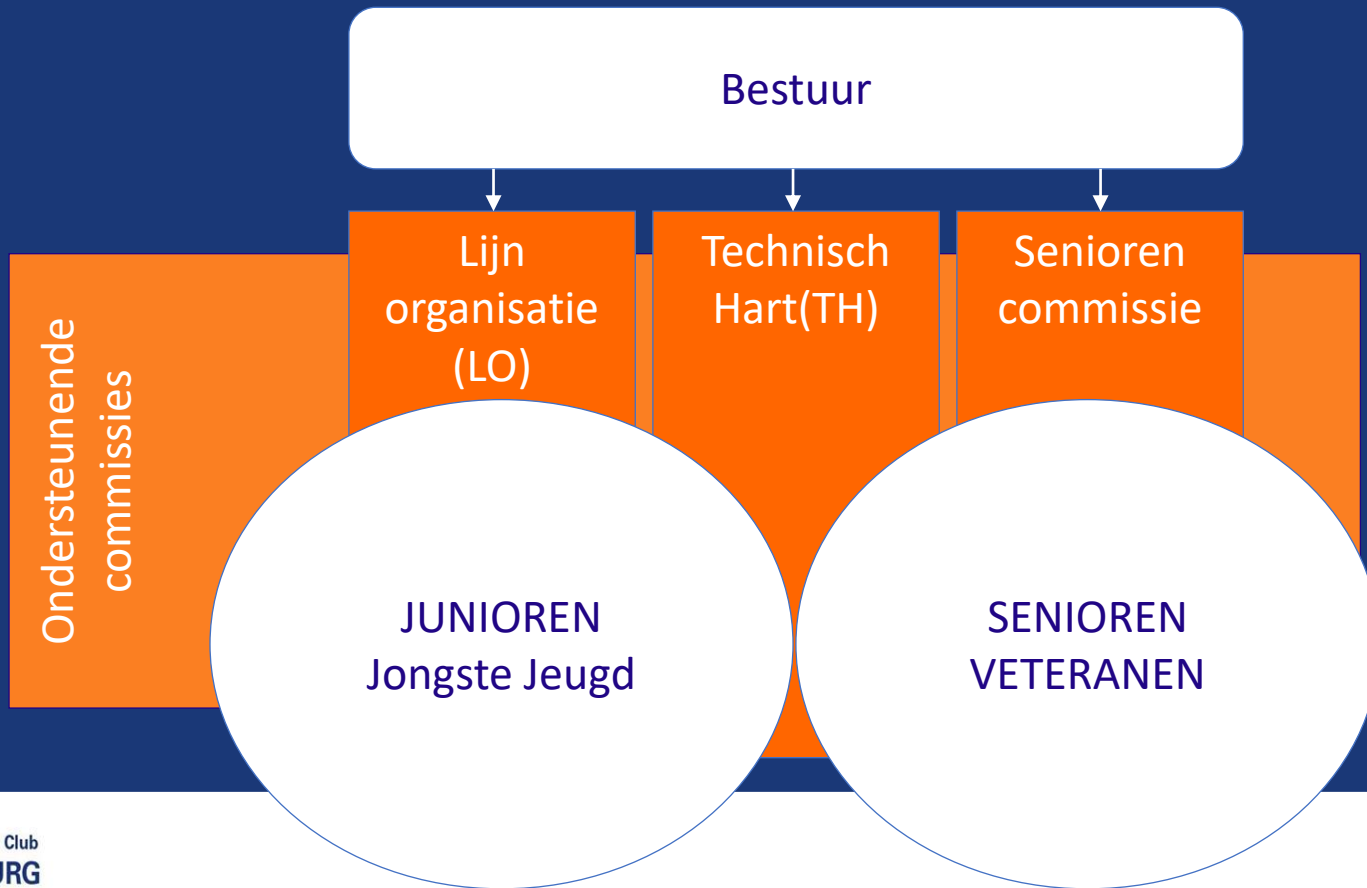 Bestuur
Lijn
organisatie
(LO)
Technisch
Hart(TH)
Senioren
commissie
Ondersteunende
commissies
JUNIOREN
Jongste Jeugd
SENIOREN
VETERANEN
Club